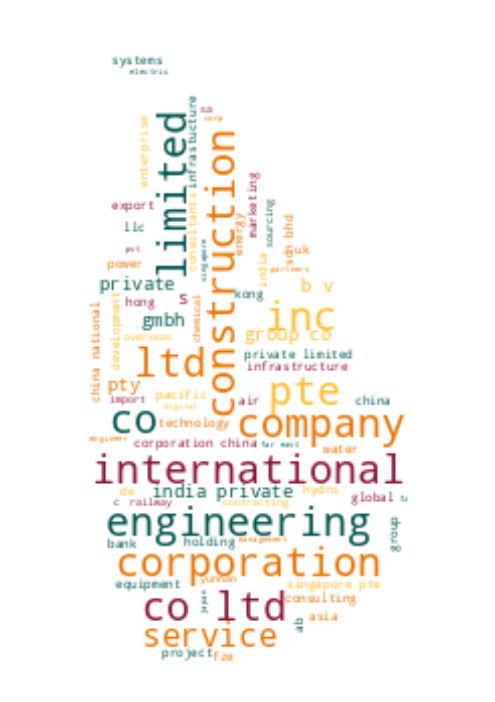 systems
electric
limited
infrastucture
sa
corp
enterprise
construction
consultants
marketing
sourcing
export
llc
sdn bhd
energy
singapore
pvt
uk
power
india
partners
private
b v
hong
s
kong
chemical
development
china national
gmbh
inc
overseas
group co
ltd
private limited
infrastructure
pty
pte
import
pacific
air
china
digital
co
technology
company
engineer
corporation china
far east
water
international
de
india private
hydro
c
railway
contracting
global
engineering
group
bank
holding
management
corporation
yunnan
equipment
singapore pte
japan
co ltd
consulting
ab
asia
service
project
fze